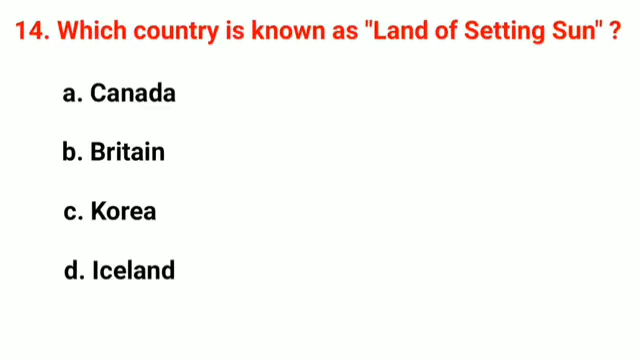 14. Which country is known as "Land of Setting Sun" ?
a. Canada
b. Britain
c. Korea
d. Iceland